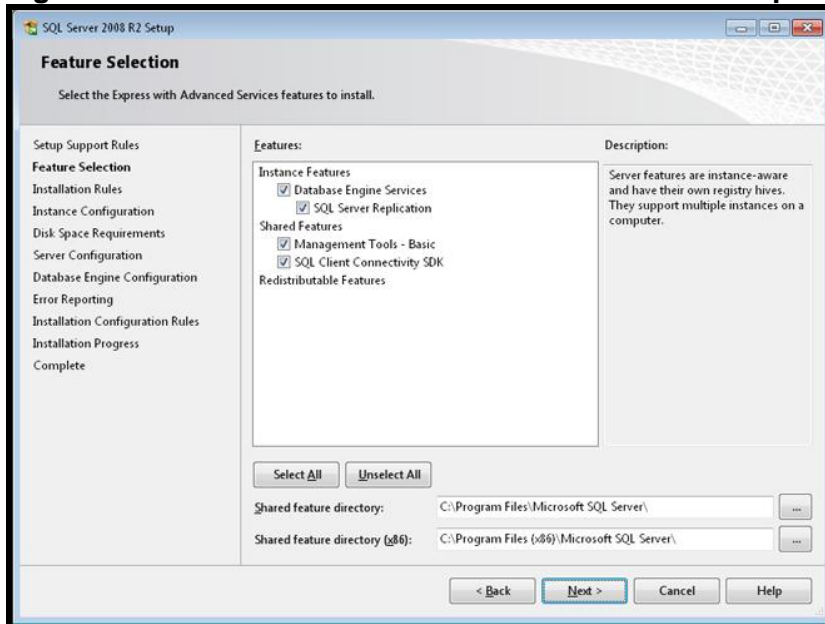 SQL Server 2008 R2 Setup
Feature Selection
Select the Express with Advanced Services features to install.
Setup Support Rules
Feature Selection
Installation Rules
Instance Configuration
Disk Space Requirements
Server Configuration
Database Engine Configuration
Error Reporting
Installation Configuration Rules
Installation Progress
Complete
Features:
Instance Features
Database Engine Services
SQL Server Replication
Shared Features
Management Tools - Basic
SQL Client Connectivity SDK
Redistributable Features
Description:
Server features are instance-aware
and have their own registry hives.
They support multiple instances on a
computer.
Select All
Unselect All
Shared feature directory:
C:\Program Files\Microsoft SQL Server\
...
Shared feature directory (x86):
C:\Program Files (x86)\Microsoft SQL Server\
...
< Back
Next >
Cancel
Help